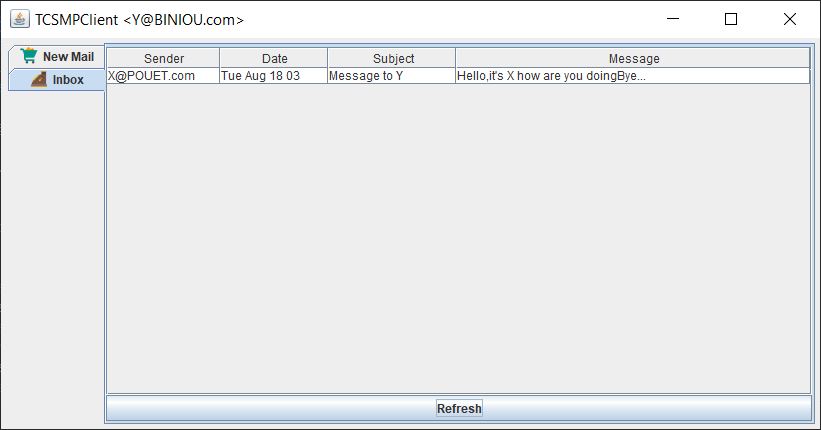 TCSMPClient <Y@BINIOU.com>
New Mail
Inbox
Sender Date Subject Message
X@POUET.com Tue Aug 18 03 Message to Y Hello,it's X how are you doingBye...
Refresh